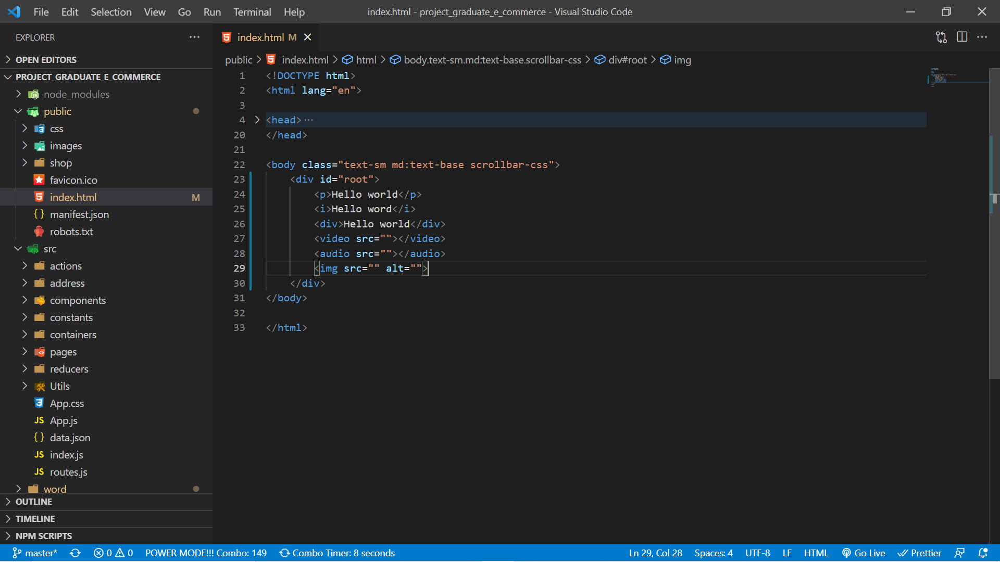 File Edit Selection View Go Run Terminal Help
index.html - project_graduate_e_commerce - Visual Studio Code
EXPLORER
OPEN EDITORS
PROJECT_GRADUATE_E_COMMERCE
node_modules
public
css
images
shop
favicon.ico
index.html M
manifest.json
robots.txt
src
actions
address
components
constants
containers
pages
reducers
Utils
App.css
JS App.js
data.json
JS index.js
JS routes.js
word
OUTLINE
TIMELINE
NPM SCRIPTS
index.html M
public > index.html > html > body.text-sm.md:text-base.scrollbar-css > div#root > img
1 <!DOCTYPE html>
2 <html lang="en">
3
4 <head>···
20 </head>
21
22 <body class="text-sm md:text-base scrollbar-css">
23 <div id="root">
24 <p>Hello world</p>
25 <i>Hello word</i>
26 <div>Hello world</div>
27 <video src=""></video>
28 <audio src=""></audio>
29 <img src="" alt="">
30 </div>
31 </body>
32
33 </html>
master* 0 0 POWER MODE!!! Combo: 149 Combo Timer: 8 seconds
Ln 29, Col 28 Spaces: 4 UTF-8 LF HTML Go Live Prettier